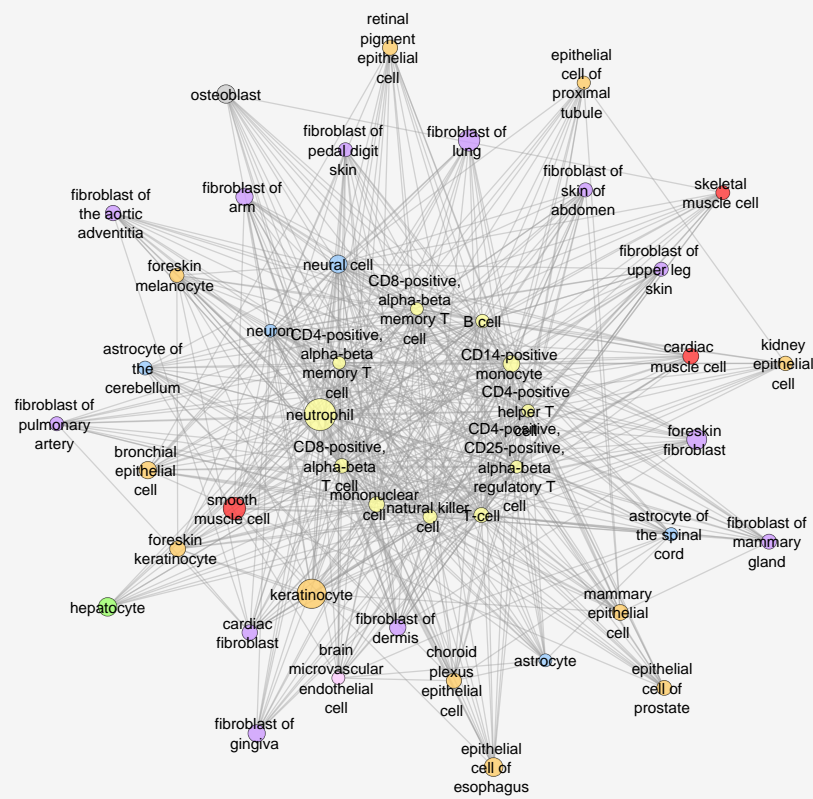 retinal
pigment
epithelial
cell
epithelial
cell of
proximal
tubule
osteoblast
fibroblast of
pedal digit
skin
fibroblast of
lung
fibroblast of
skin of
abdomen
skeletal
muscle cell
fibroblast of
the aortic
adventitia
fibroblast of
arm
foreskin
melanocyte
neural cell
fibroblast of
upper leg
skin
CD8-positive,
alpha-beta
memory T
cell
B cell
neuron
CD4-positive,
alpha-beta
memory T
cell
CD14-positive
monocyte
cardiac
muscle cell
kidney
epithelial
cell
astrocyte of
the
cerebellum
CD4-positive
helper T
cell
neutrophil
fibroblast of
pulmonary
artery
CD4-positive,
CD25-positive,
alpha-beta
regulatory T
cell
foreskin
fibroblast
bronchial
epithelial
cell
CD8-positive,
alpha-beta
T cell
mononuclear
cell
natural killer
cell
T-cell
smooth
muscle cell
astrocyte of
the spinal
cord
fibroblast of
mammary
gland
foreskin
keratinocyte
hepatocyte
keratinocyte
mammary
epithelial
cell
cardiac
fibroblast
fibroblast of
dermis
brain
microvascular
endothelial
cell
choroid
plexus
epithelial
cell
astrocyte
epithelial
cell of
prostate
fibroblast of
gingiva
epithelial
cell of
esophagus